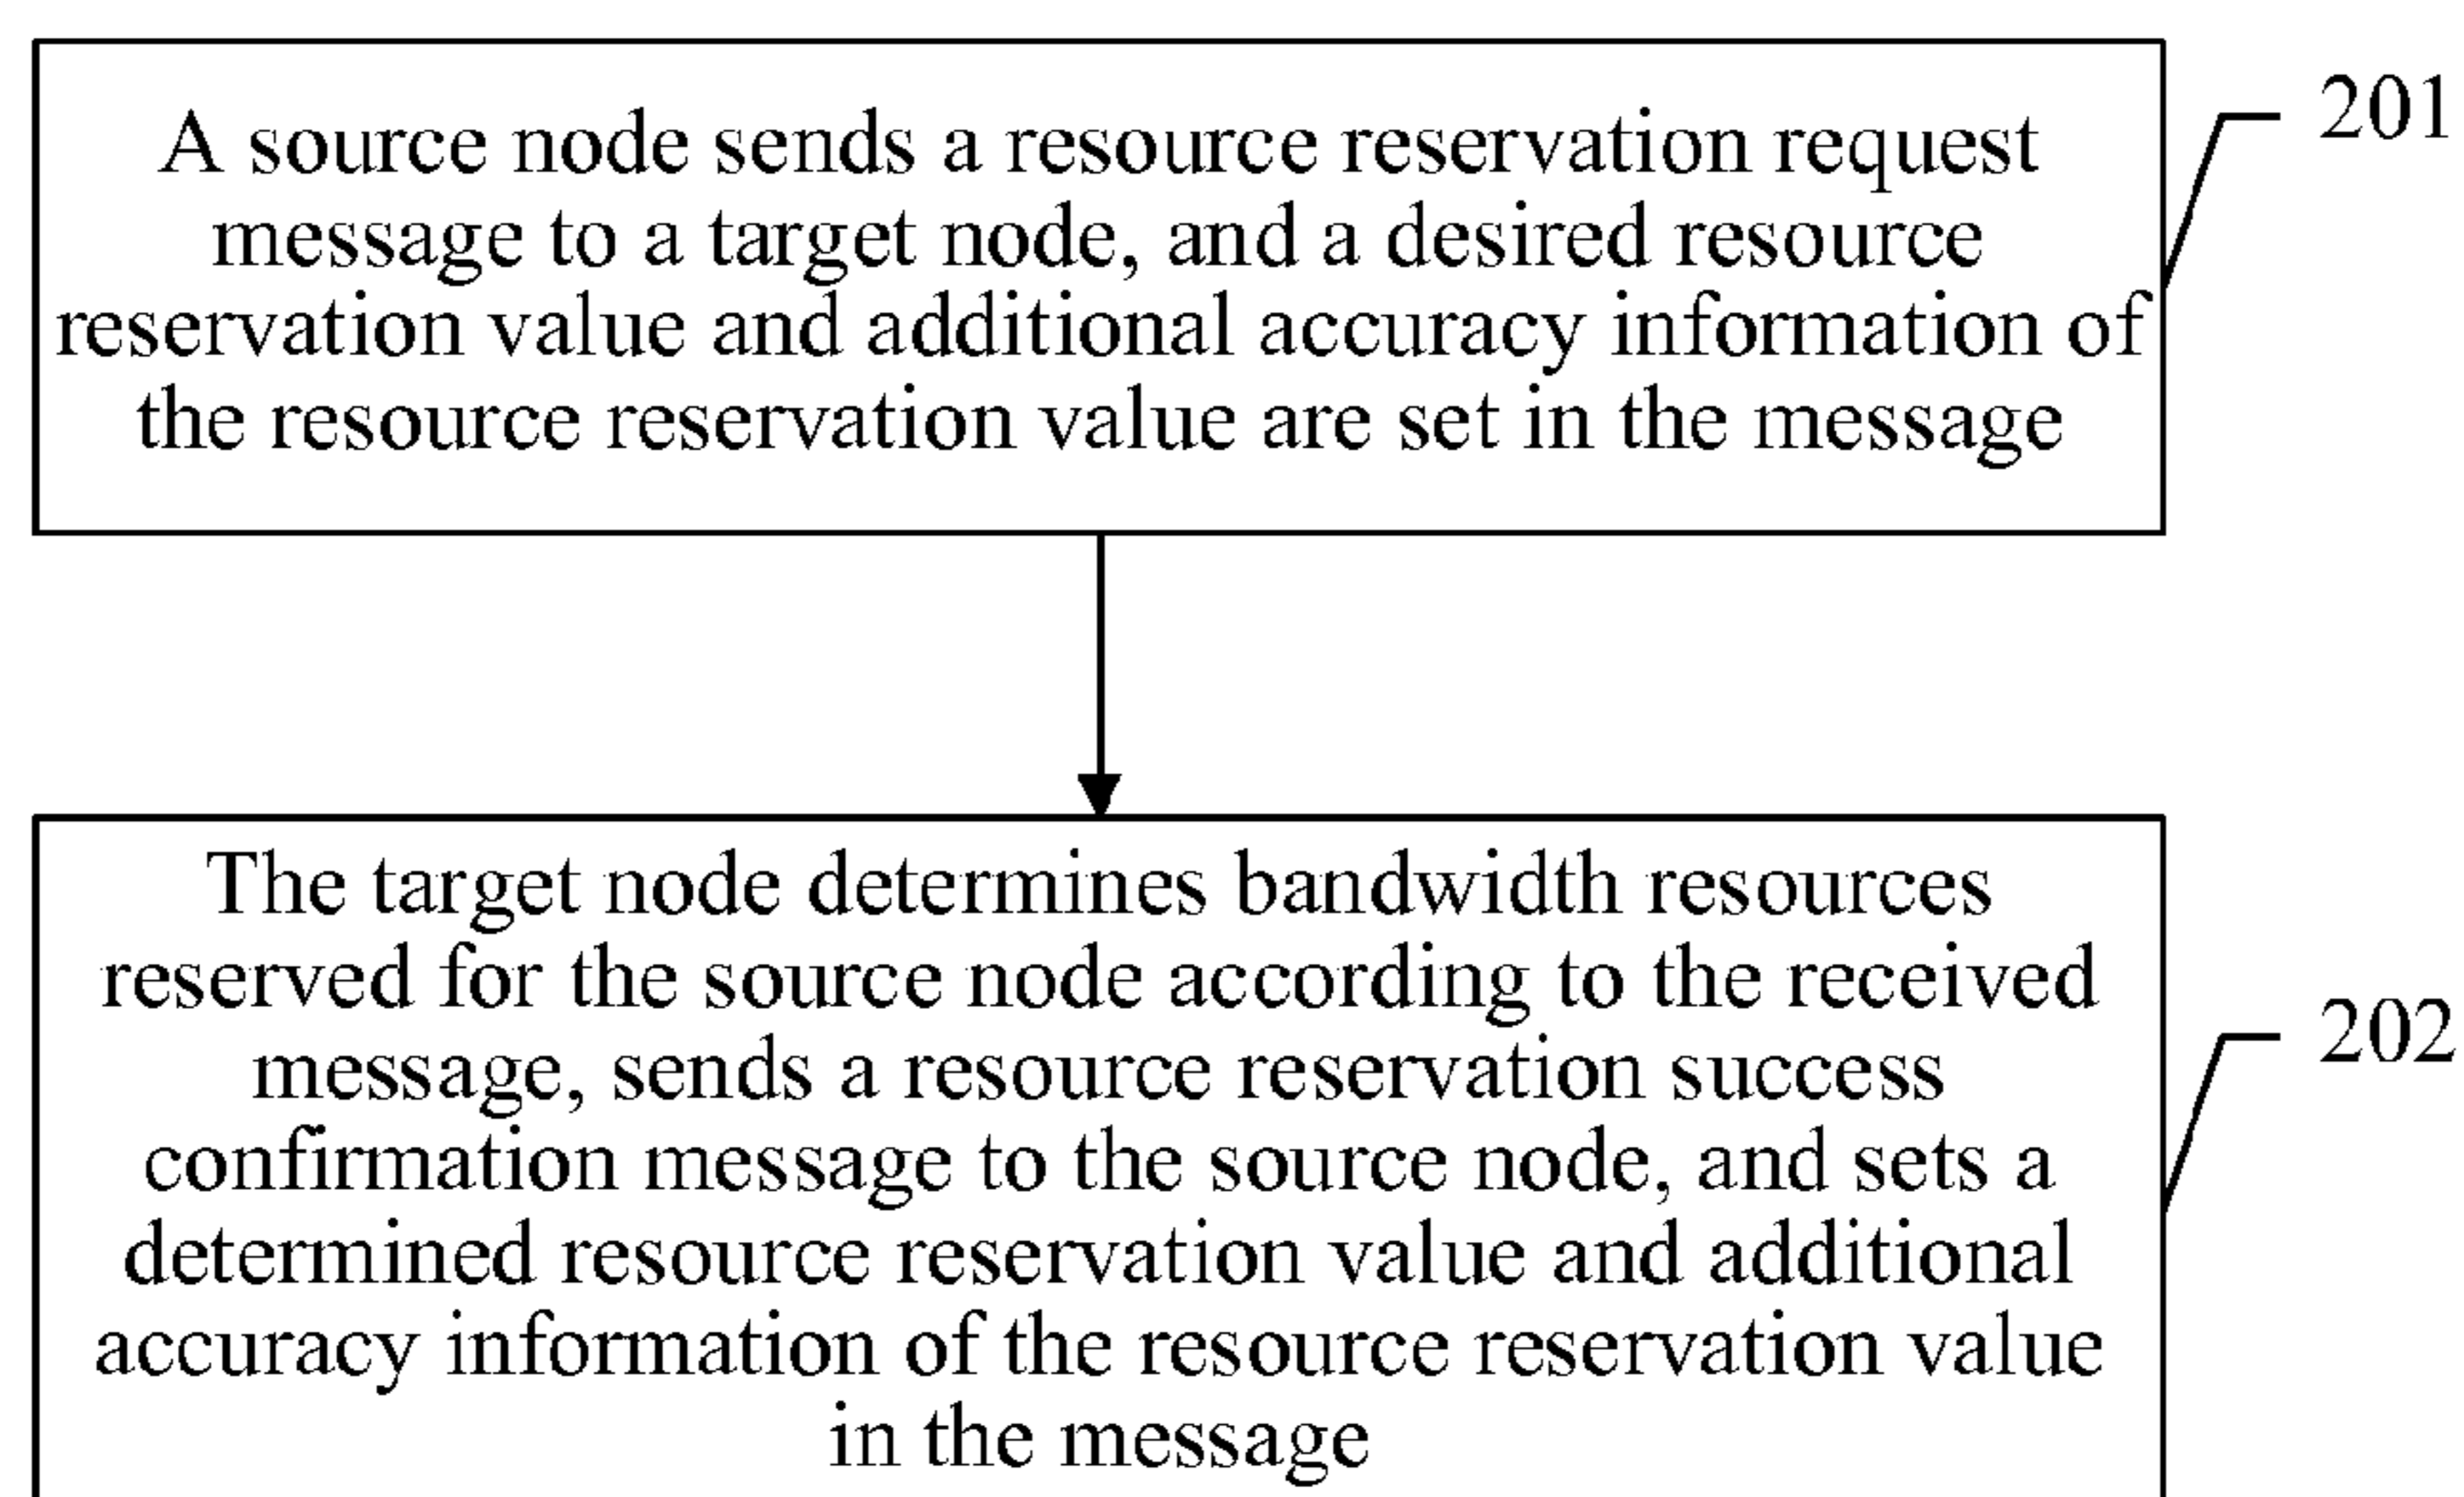 A source node sends a resource reservation request
message to a target node, and a desired resource
reservation value and additional accuracy information of
the resource reservation value are set in the message
201
The target node determines bandwidth resources
reserved for the source node according to the received
message, sends a resource reservation success
confirmation message to the source node, and sets a
determined resource reservation value and additional
accuracy information of the resource reservation value
in the message
202